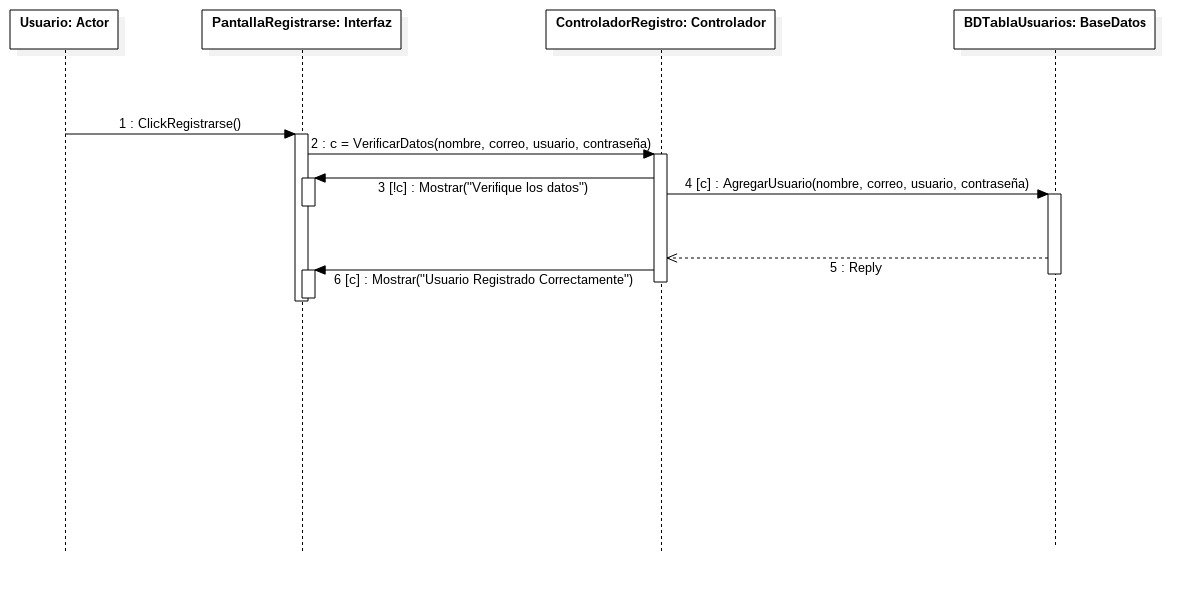 Usuario: Actor
PantallaRegistrarse: Interfaz
ControladorRegistro: Controlador
BDTablaUsuarios: BaseDatos
1 : ClickRegistrarse()
2 : c = VerificarDatos(nombre, correo, usuario, contraseña)
3 [!c] : Mostrar("Verifique los datos")
4 [c] : AgregarUsuario(nombre, correo, usuario, contraseña)
5 : Reply
6 [c] : Mostrar("Usuario Registrado Correctamente")